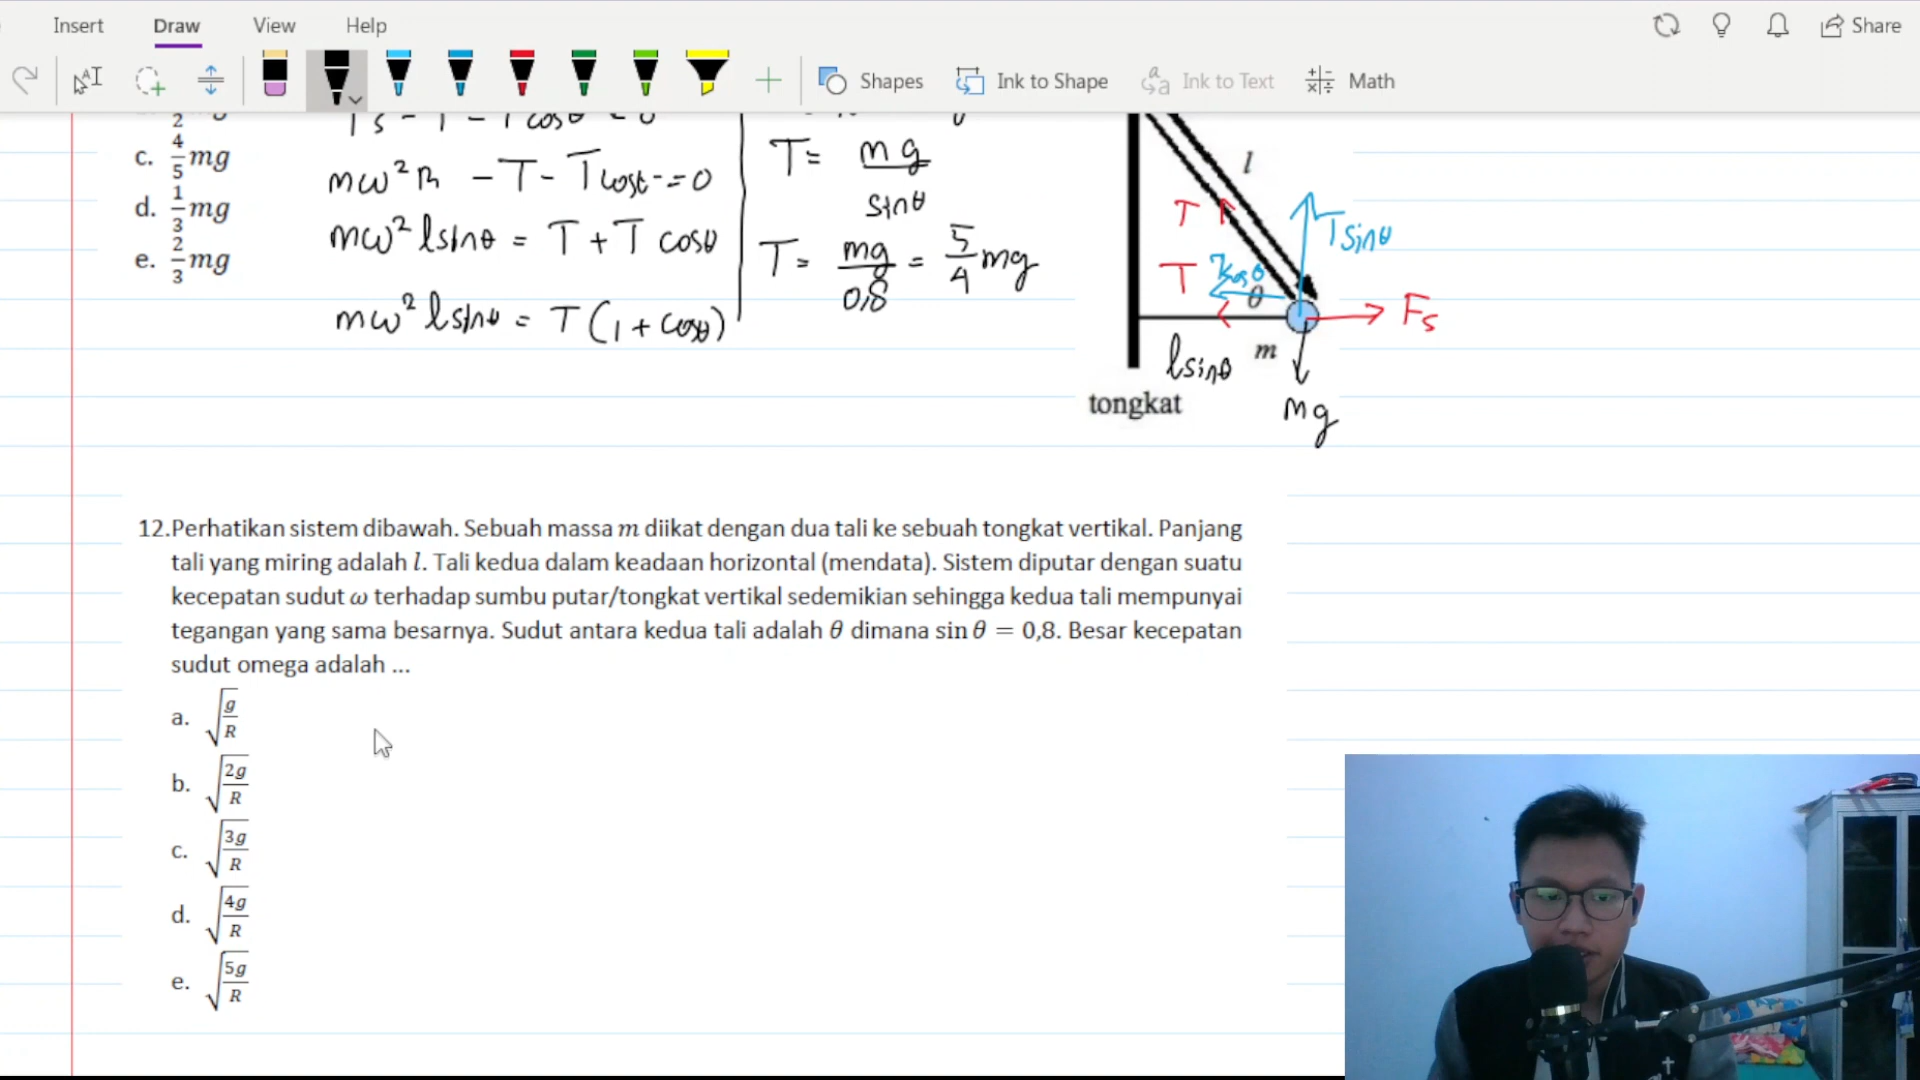 Insert Draw View Help Share
Shapes Ink to Shape Ink to Text Math
c. 4/5 mg
d. 1/3 mg
e. 2/3 mg
mω² R - T - T cosθ = 0
mω² l sinθ = T + T cosθ
mω² l sinθ = T (1 + cosθ)
T = mg / sinθ
T = mg / 0,8 = 5/4 mg
l
T
T sinθ
T
T cosθ
θ
Fs
l sinθ
m
tongkat
mg
12. Perhatikan sistem dibawah. Sebuah massa m diikat dengan dua tali ke sebuah tongkat vertikal. Panjang
tali yang miring adalah l. Tali kedua dalam keadaan horizontal (mendata). Sistem diputar dengan suatu
kecepatan sudut ω terhadap sumbu putar/tongkat vertikal sedemikian sehingga kedua tali mempunyai
tegangan yang sama besarnya. Sudut antara kedua tali adalah θ dimana sin θ = 0,8. Besar kecepatan
sudut omega adalah ...
a. √(g/R)
b. √(2g/R)
c. √(3g/R)
d. √(4g/R)
e. √(5g/R)